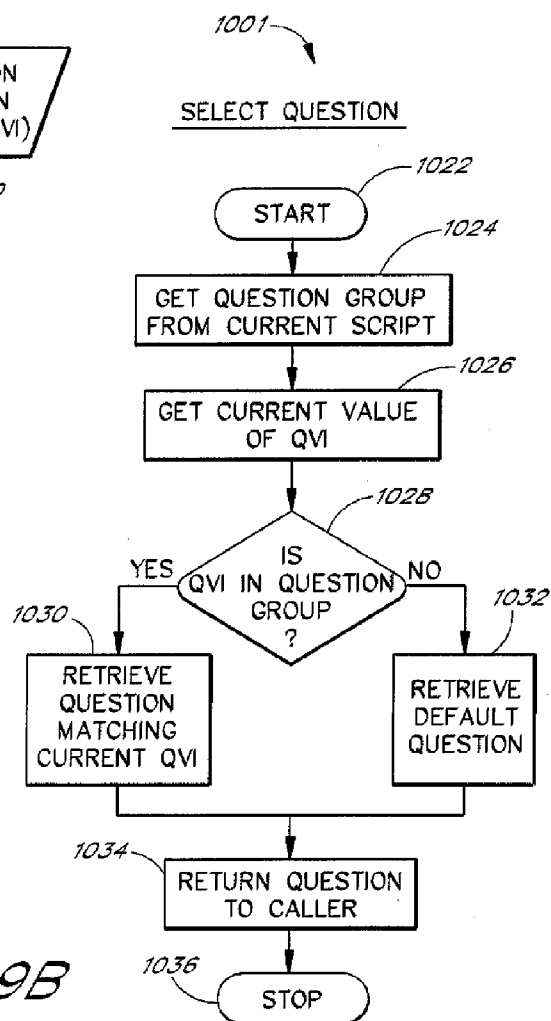 1001
ON
N
VI)
SELECT QUESTION
1022
START
1024
GET QUESTION GROUP
FROM CURRENT SCRIPT
1026
GET CURRENT VALUE
OF QVI
1028
IS
QVI IN QUESTION
GROUP
?
YES
NO
1030
RETRIEVE
QUESTION
MATCHING
CURRENT QVI
1032
RETRIEVE
DEFAULT
QUESTION
1034
RETURN QUESTION
TO CALLER
1036
STOP
9B